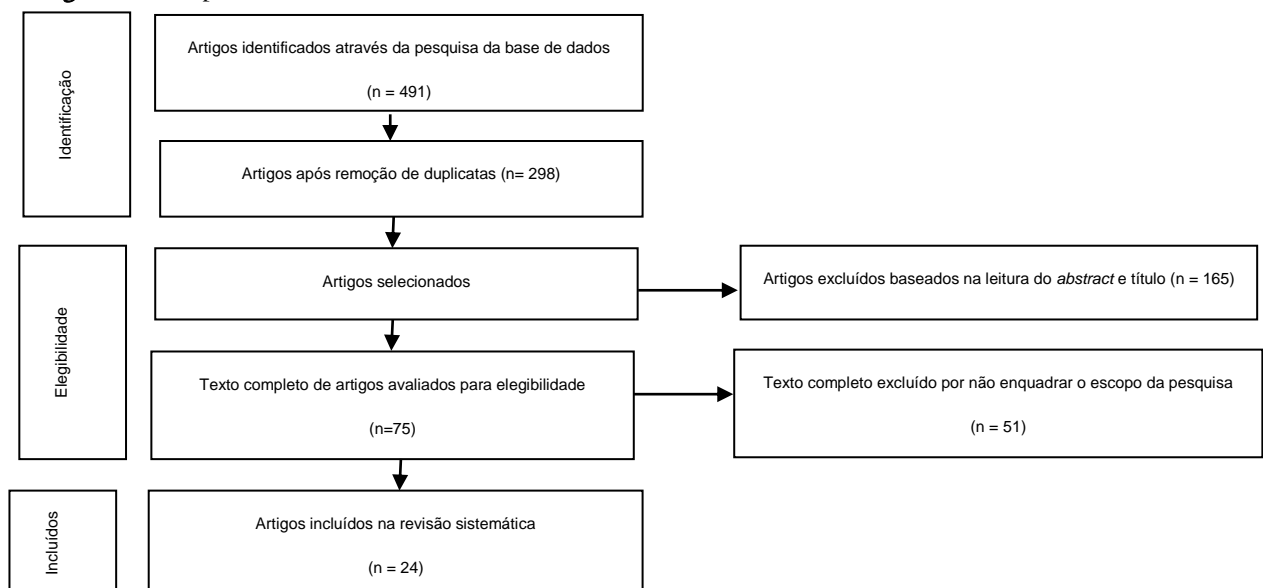 Identificação
Artigos identificados através da pesquisa da base de dados
(n = 491)
Artigos após remoção de duplicatas (n= 298)
Elegibilidade
Artigos selecionados
Artigos excluídos baseados na leitura do abstract e título (n = 165)
Texto completo de artigos avaliados para elegibilidade
(n=75)
Texto completo excluído por não enquadrar o escopo da pesquisa
(n = 51)
Incluídos
Artigos incluídos na revisão sistemática
(n = 24)